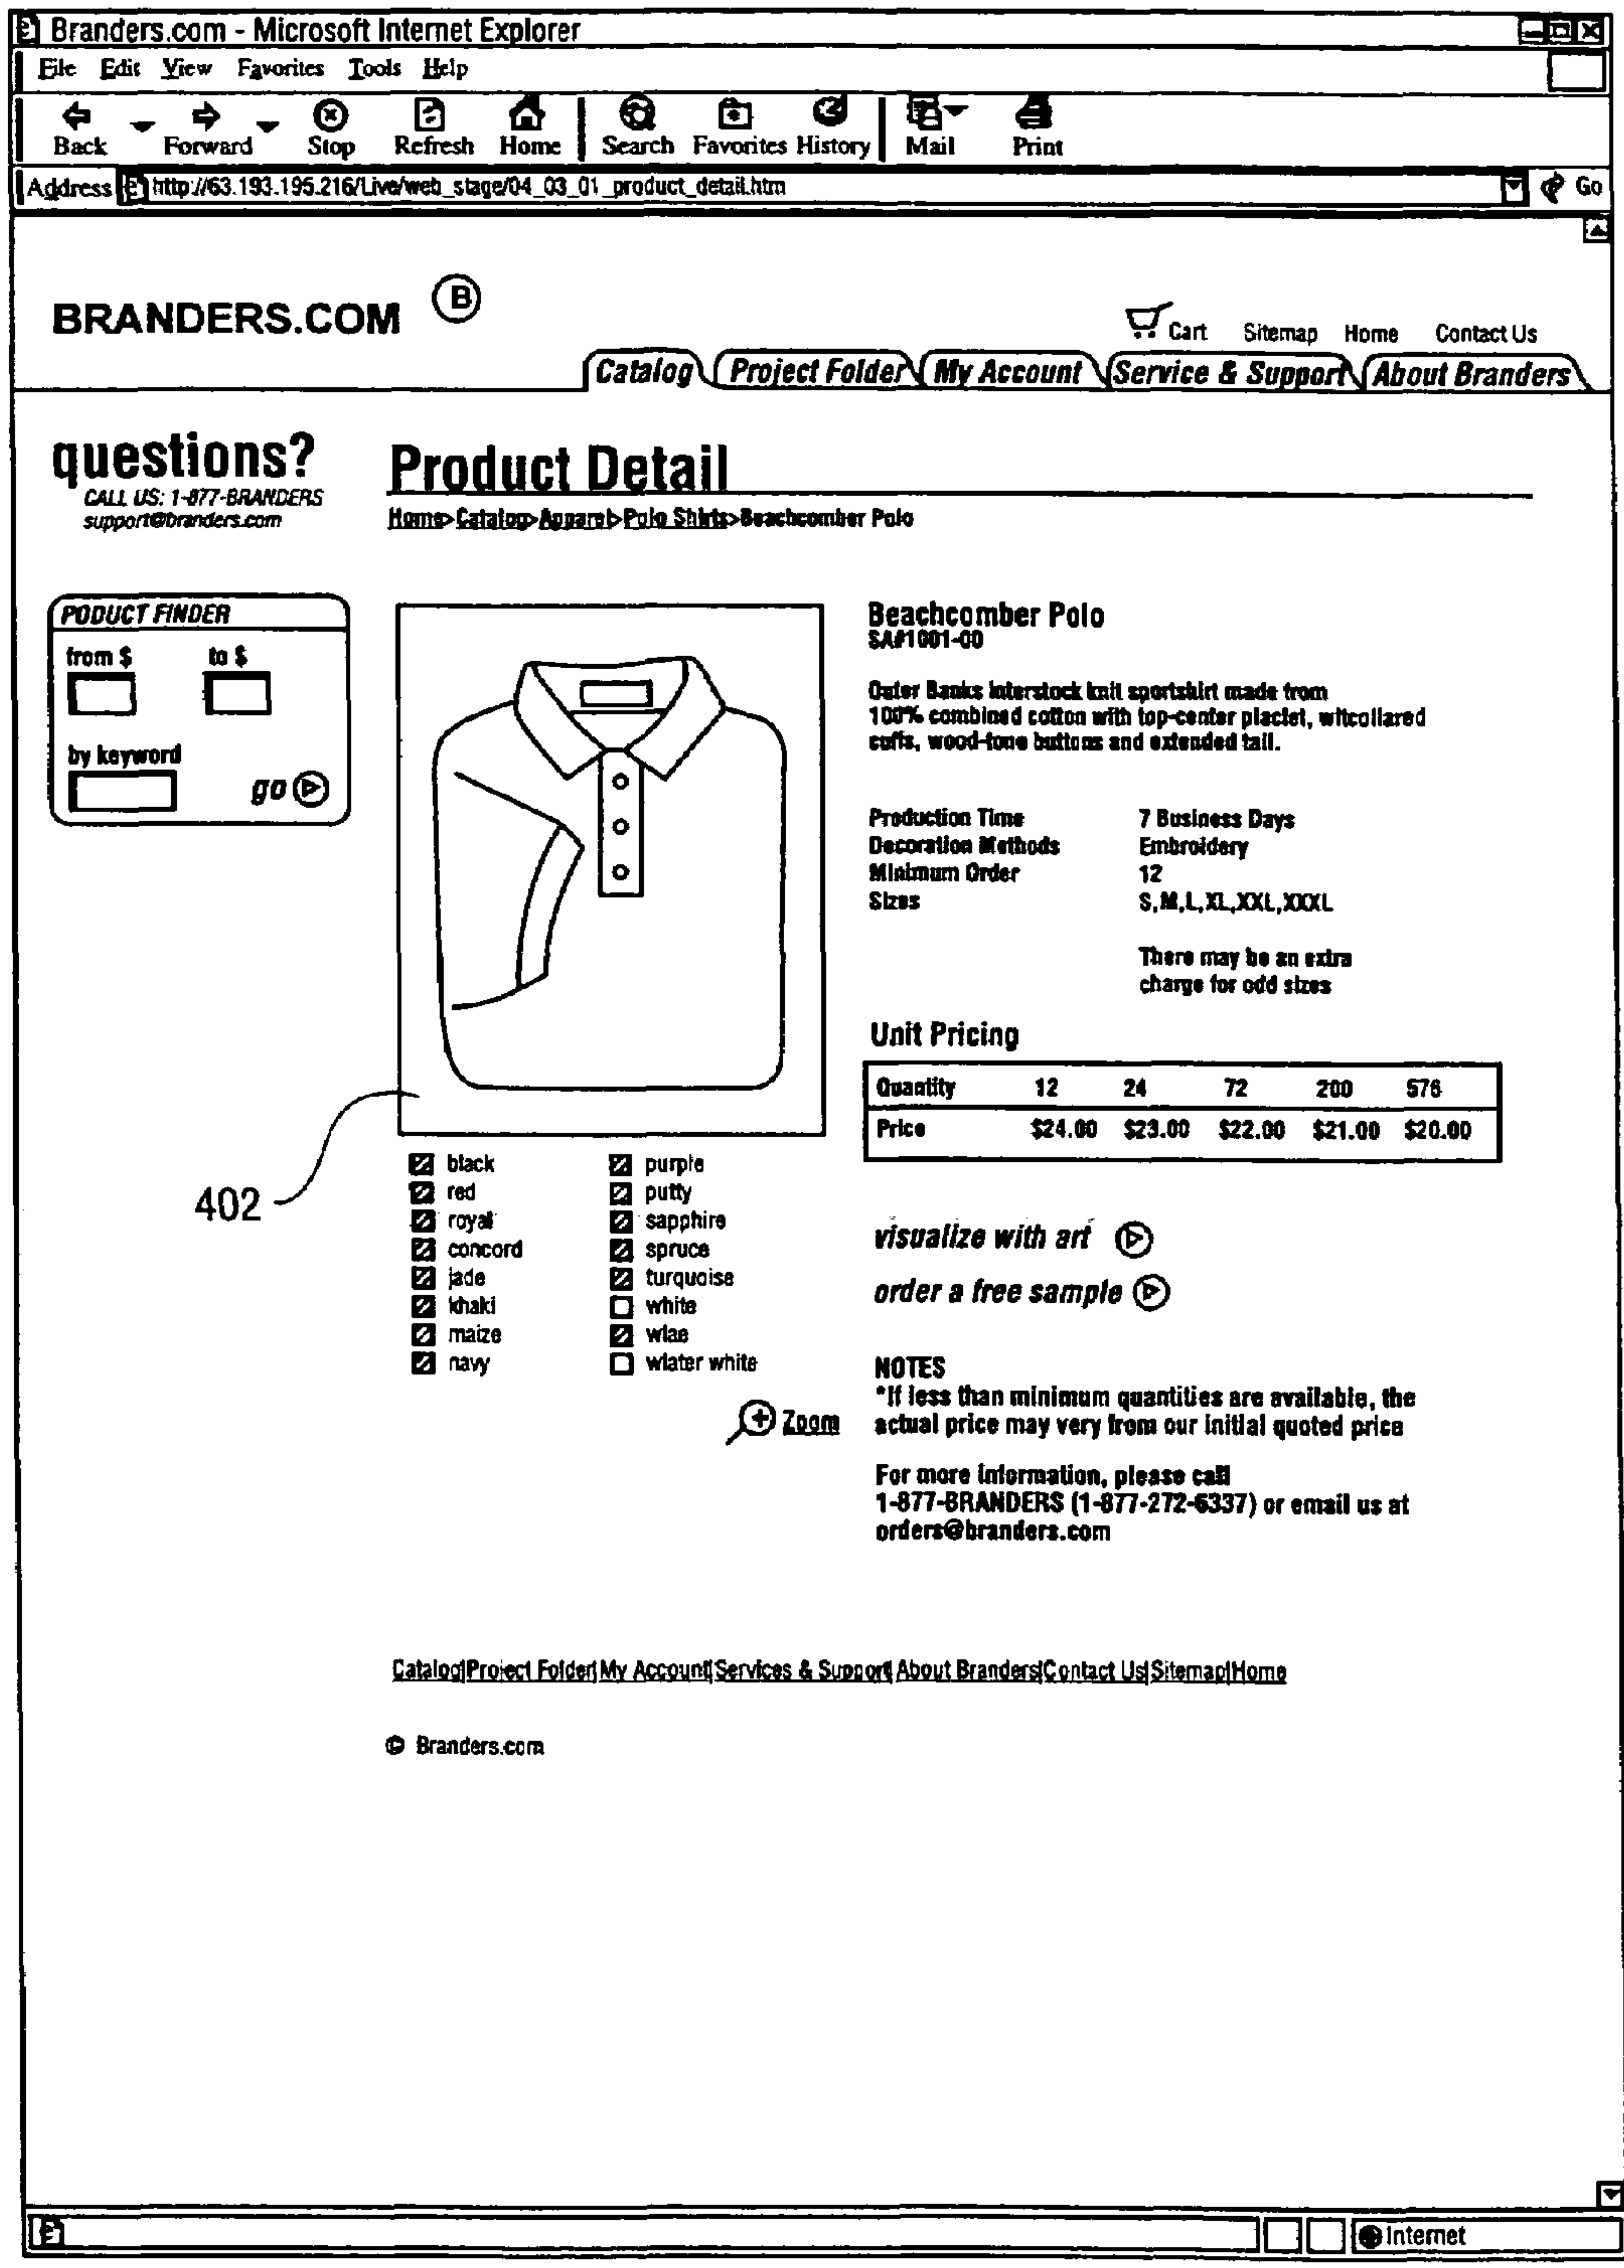 Branders.com - Microsoft Internet Explorer
File Edit View Favorites Tools Help
Back Forward Stop Refresh Home Search Favorites History Mail Print
Address http://63.193.195.216/Live/web_stage/04_03_01_product_detail.htm Go
BRANDERS.COM B
Cart Sitemap Home Contact Us
Catalog Project Folder My Account Service & Support About Branders
questions?
CALL US: 1-877-BRANDERS
support@branders.com
Product Detail
Home>Catalog>Apparel>Polo Shirts>Beachcomber Polo
PODUCT FINDER
from $ to $
by keyword
go
402
black
red
royal
concord
jade
khaki
maize
navy
purple
putty
sapphire
spruce
turquoise
white
wlae
wlater white
Zoom
Beachcomber Polo
SA#1001-00
Outer Banks interstock knit sportshirt made from
100% combined cotton with top-center placlet, witcollared
cuffs, wood-tone buttons and extended tall.
Production Time 7 Business Days
Decoration Methods Embroidery
Minimum Order 12
Sizes S,M,L,XL,XXL,XXXL
There may be an extra
charge for odd sizes
Unit Pricing
Quantity 12 24 72 200 576
Price $24.00 $23.00 $22.00 $21.00 $20.00
visualize with art
order a free sample
NOTES
*If less than minimum quantities are available, the
actual price may very from our initial quoted price
For more information, please call
1-877-BRANDERS (1-877-272-6337) or email us at
orders@branders.com
Catalog|Project Folder|My Account|Services & Support|About Branders|Contact Us|Sitemap|Home
© Branders.com
Internet